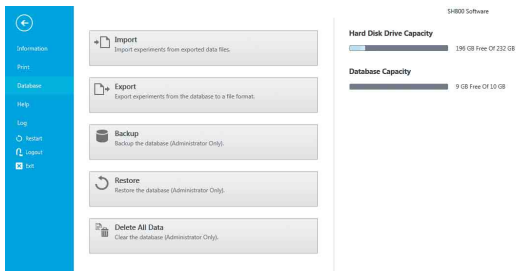 SH800 Software
Information
Print
Database
Help
Log
Restart
Logout
Exit
Import
Import experiments from exported data files.
Export
Export experiments from the database to a file format.
Backup
Backup the database (Administrator Only).
Restore
Restore the database (Administrator Only).
Delete All Data
Clear the database (Administrator Only).
Hard Disk Drive Capacity
196 GB Free Of 232 GB
Database Capacity
9 GB Free Of 10 GB